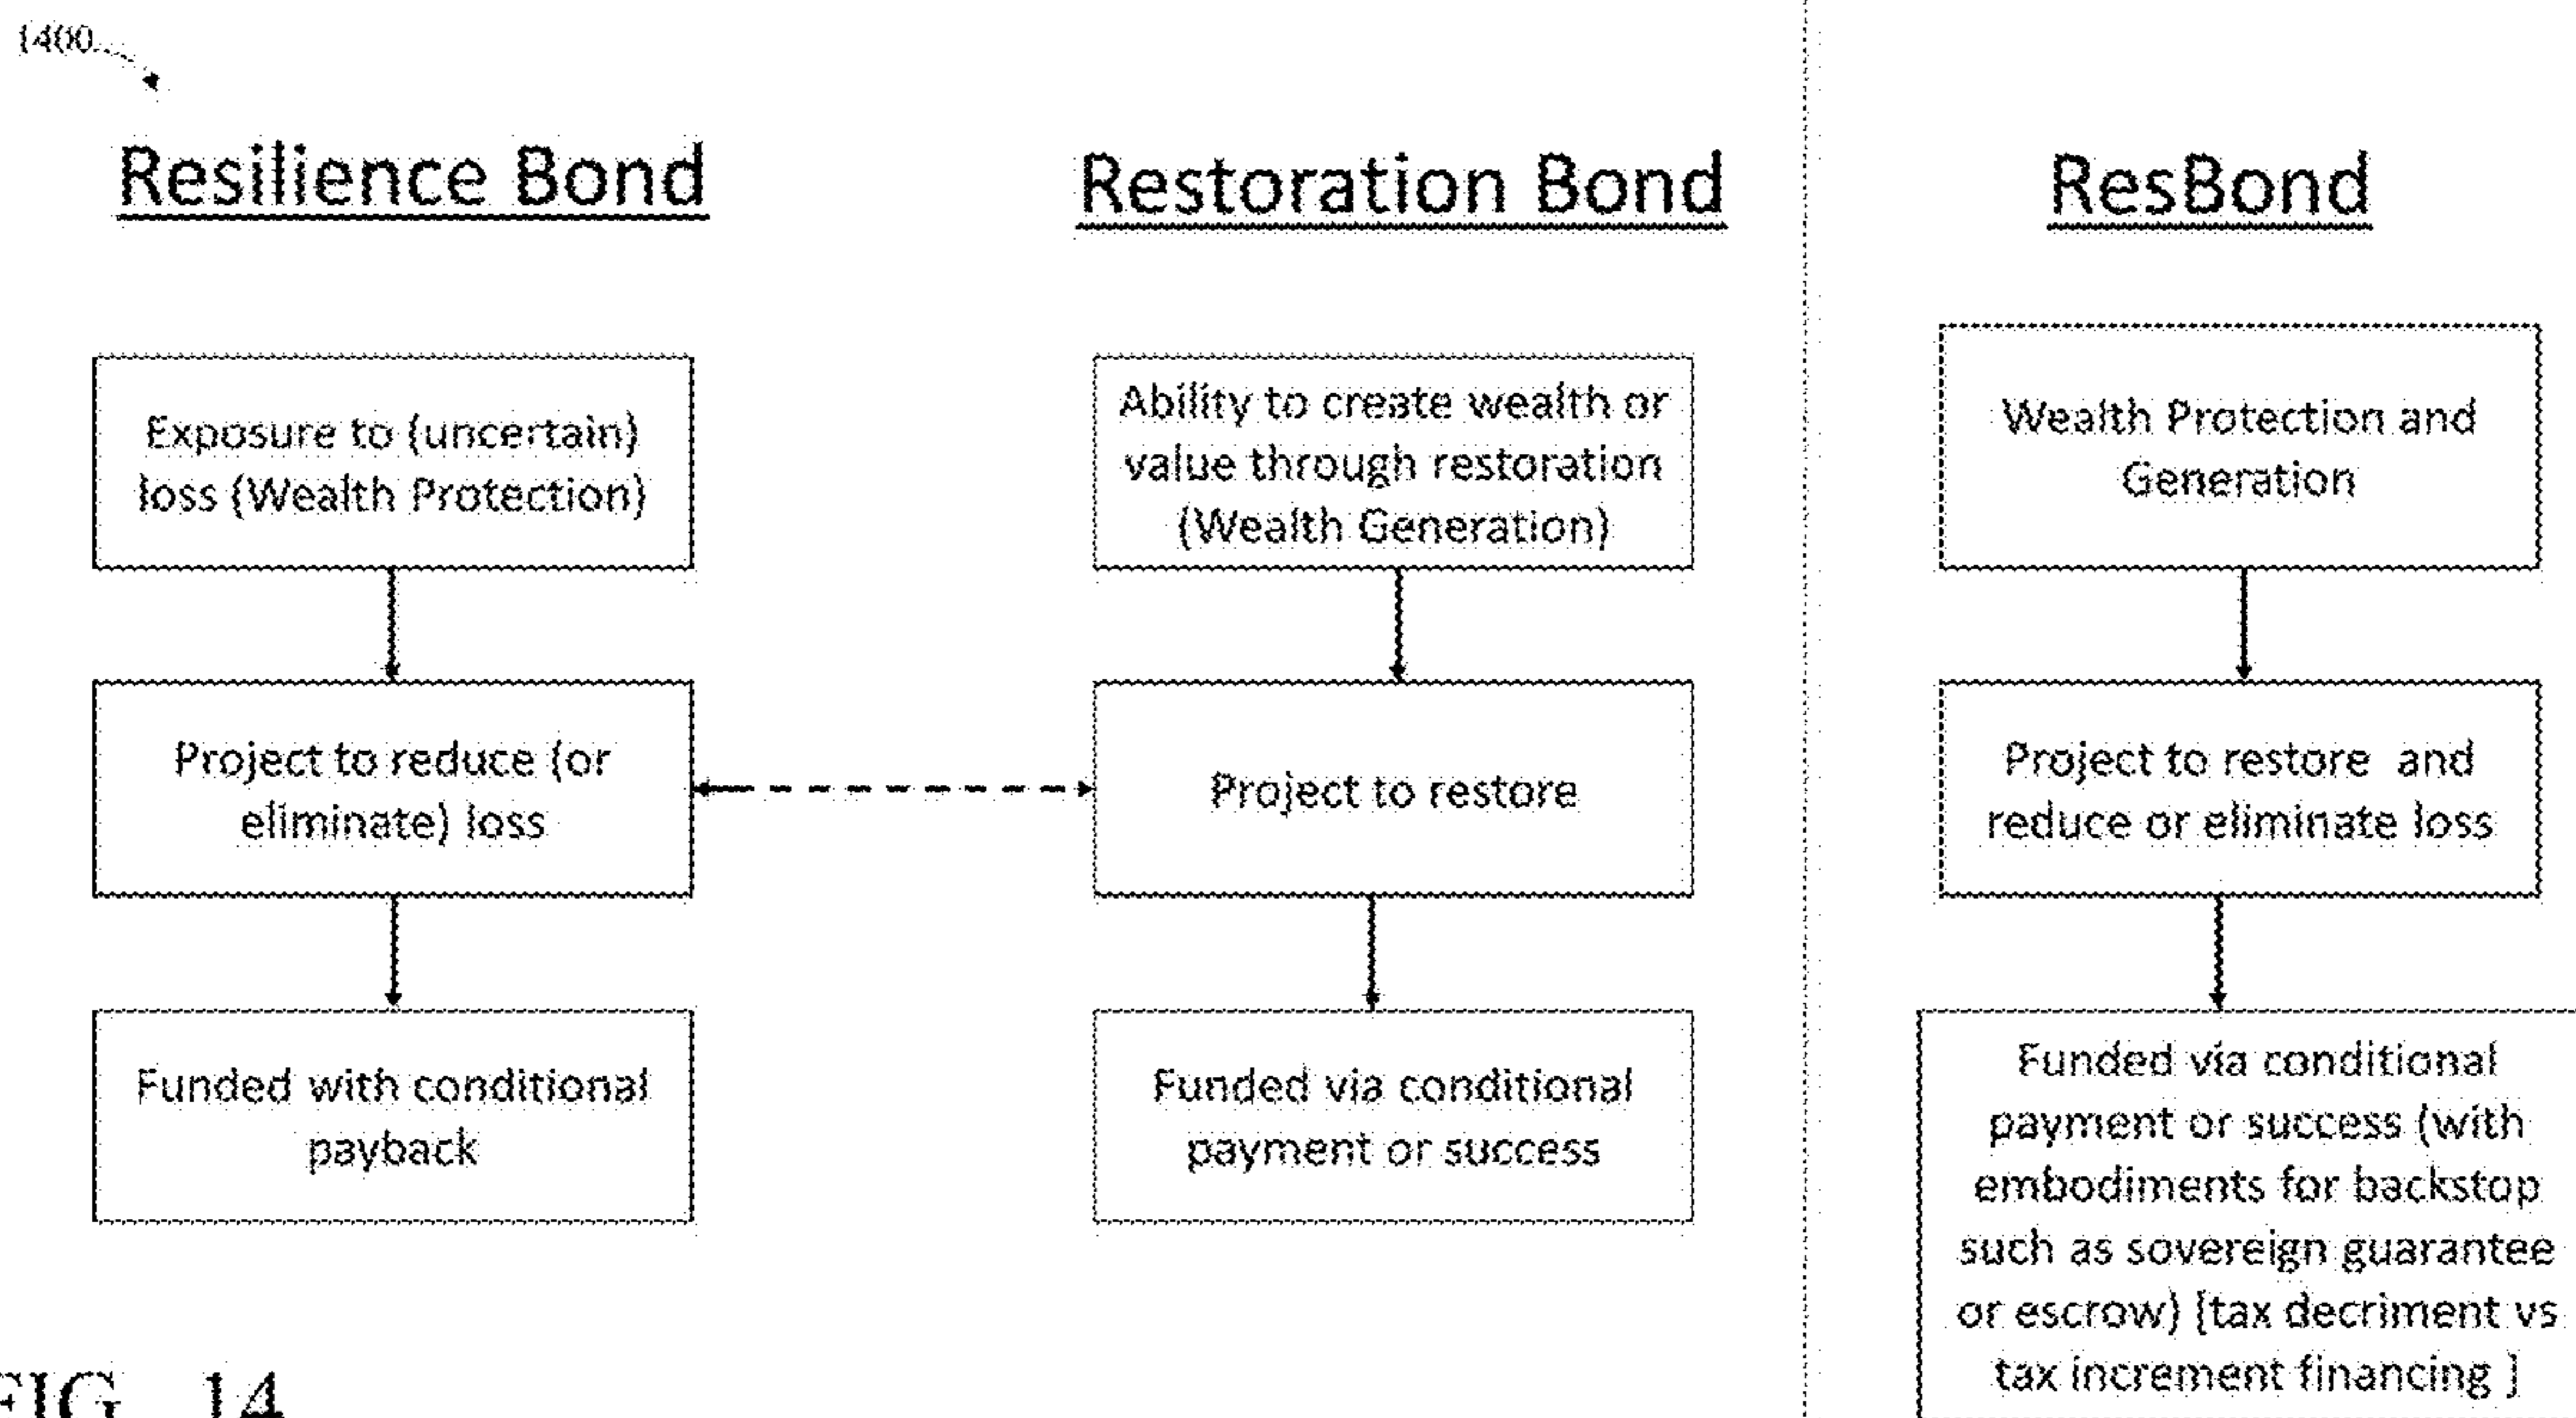 1400
Resilience Bond
Exposure to (uncertain)
loss (Wealth Protection)
Project to reduce (or
eliminate) loss
Funded with conditional
payback
Restoration Bond
Ability to create wealth or
value through restoration
(Wealth Generation)
Project to restore
Funded via conditional
payment or success
ResBond
Wealth Protection and
Generation
Project to restore and
reduce or eliminate loss
Funded via conditional
payment or success (with
embodiments for backstop
such as sovereign guarantee
or escrow) [tax decriment vs
tax increment financing ]
FIG. 14